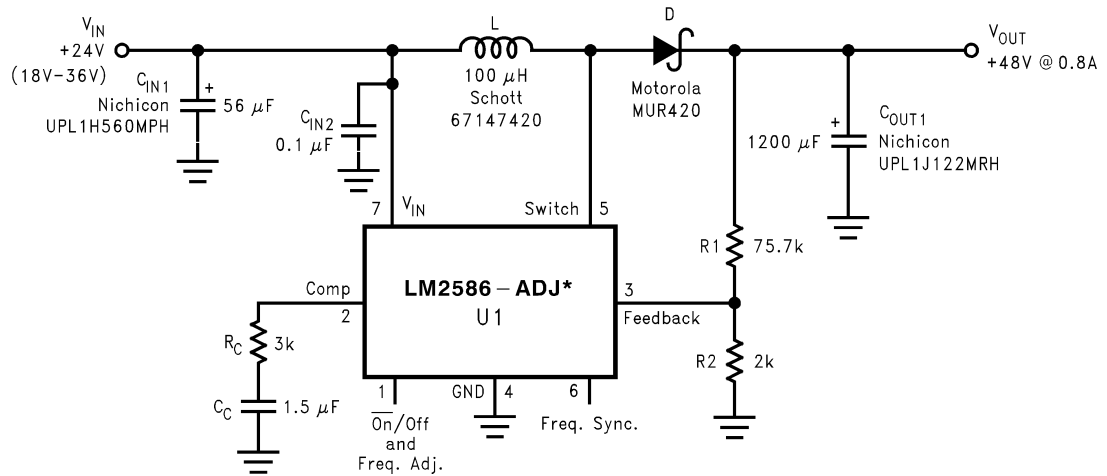 V_IN
+24V
(18V-36V)
C_IN1
+
Nichicon
56 μF
UPL1H560MPH
L
100 μH
Schott
67147420
D
Motorola
MUR420
V_OUT
+48V @ 0.8A
C_IN2
0.1 μF
+
1200 μF
C_OUT1
Nichicon
UPL1J122MRH
7 V_IN
Switch 5
R1 75.7k
LM2586-ADJ*
U1
Comp
2
3
Feedback
R_C 3k
R2 2k
C_C 1.5 μF
1
GND 4
6
O̅n̅/Off
and
Freq. Adj.
Freq. Sync.